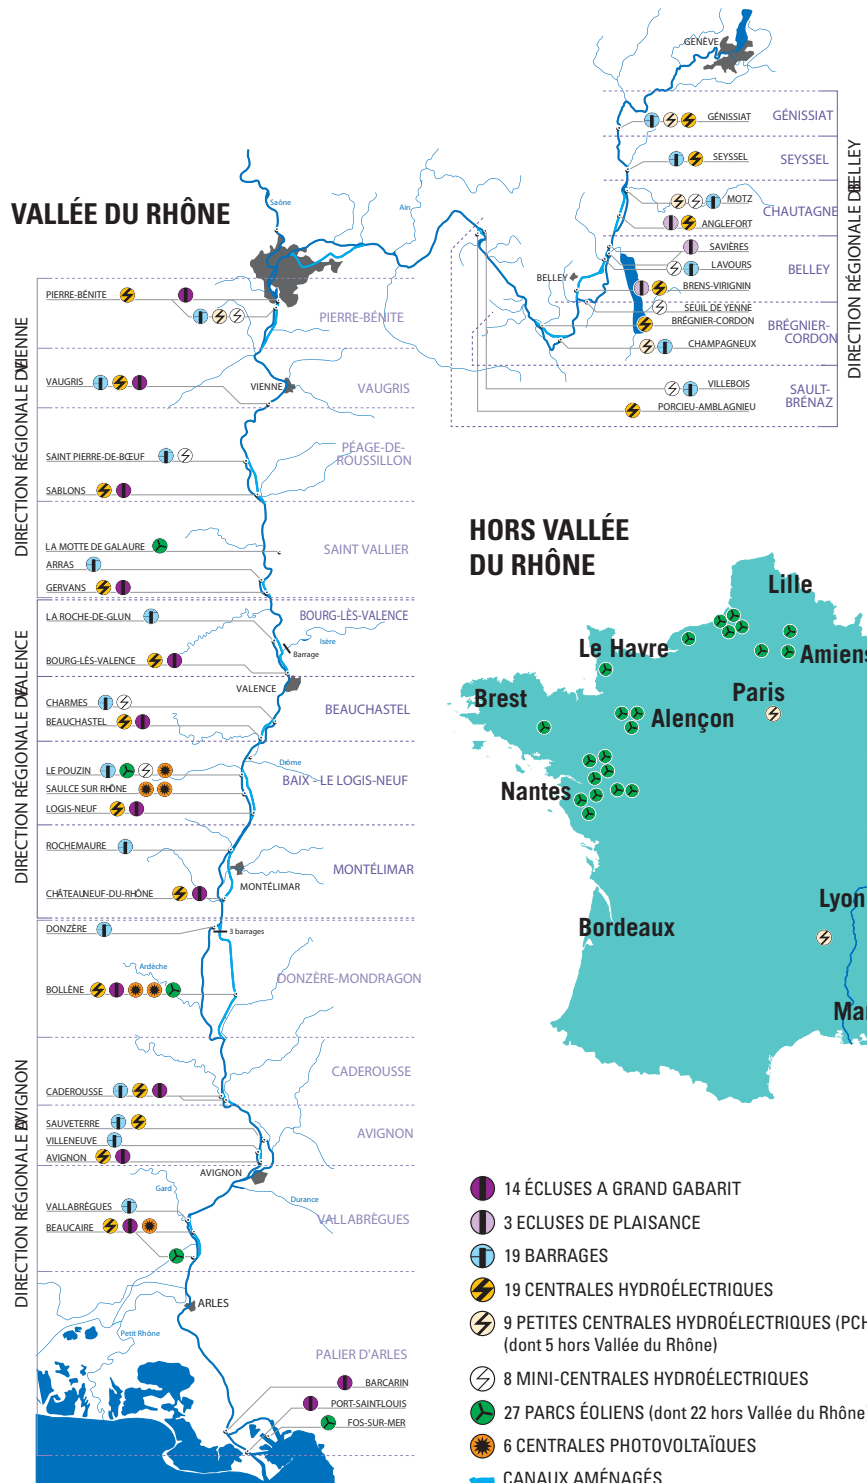 GENÈVE
GÉNISSIAT
GÉNISSIAT
SEYSSEL
SEYSSEL
MOTZ
CHAUTAGNE
ANGLEFORT
SAVIÈRES
LAVOURS
BELLEY
BELLEY
BRENS-VIRIGNIN
SEUIL DE YENNE
BRÉGNIER-CORDON
BRÉGNIER-
CORDON
CHAMPAGNEUX
VILLEBOIS
SAULT-
BRÉNAZ
PORCIEU-AMBLAGNIEU
DIRECTION RÉGIONALE DE BELLEY
VALLÉE DU RHÔNE
Saône
Ain
PIERRE-BÉNITE
PIERRE-BÉNITE
VAUGRIS
VIENNE
VAUGRIS
SAINT PIERRE-DE-BŒUF
PÉAGE-DE-
ROUSSILLON
SABLONS
DIRECTION RÉGIONALE DE VIENNE
LA MOTTE DE GALAURE
SAINT VALLIER
ARRAS
GERVANS
LA ROCHE-DE-GLUN
BOURG-LÈS-VALENCE
Isère
Barrage
BOURG-LÈS-VALENCE
VALENCE
CHARMES
BEAUCHASTEL
BEAUCHASTEL
Drôme
LE POUZIN
BAIX - LE LOGIS-NEUF
SAULCE SUR RHÔNE
LOGIS-NEUF
DIRECTION RÉGIONALE DE VALENCE
ROCHEMAURE
MONTÉLIMAR
MONTÉLIMAR
CHÂTEAUNEUF-DU-RHÔNE
DONZÈRE
3 barrages
Ardèche
DONZÈRE-MONDRAGON
BOLLÈNE
CADEROUSSE
CADEROUSSE
SAUVETERRE
VILLENEUVE
AVIGNON
AVIGNON
AVIGNON
DIRECTION RÉGIONALE D'AVIGNON
Gard
Durance
VALLABRÈGUES
VALLABRÈGUES
BEAUCAIRE
ARLES
Petit Rhône
PALIER D'ARLES
BARCARIN
PORT-SAINT-LOUIS
FOS-SUR-MER
HORS VALLÉE
DU RHÔNE
Lille
Le Havre
Amiens
Brest
Paris
Alençon
Nantes
Lyon
Bordeaux
Mar
14 ÉCLUSES A GRAND GABARIT
3 ECLUSES DE PLAISANCE
19 BARRAGES
19 CENTRALES HYDROÉLECTRIQUES
9 PETITES CENTRALES HYDROÉLECTRIQUES (PCH
(dont 5 hors Vallée du Rhône)
8 MINI-CENTRALES HYDROÉLECTRIQUES
27 PARCS ÉOLIENS (dont 22 hors Vallée du Rhône
6 CENTRALES PHOTOVOLTAÏQUES
CANAUX AMÉNAGÉS